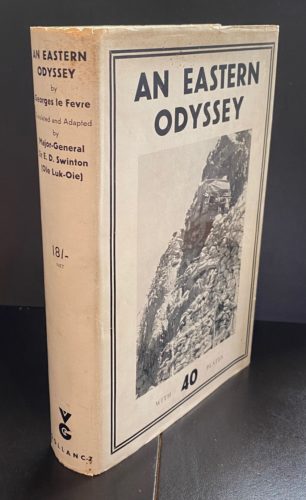 AN EASTERN
ODYSSEY
by
Georges le Fevre
Translated and Adapted
by
Major-General
Sir E. D. Swinton
(Ole Luk-Oie)
18/-
NET
VG
AN EASTERN
ODYSSEY
WITH 40 PLATES